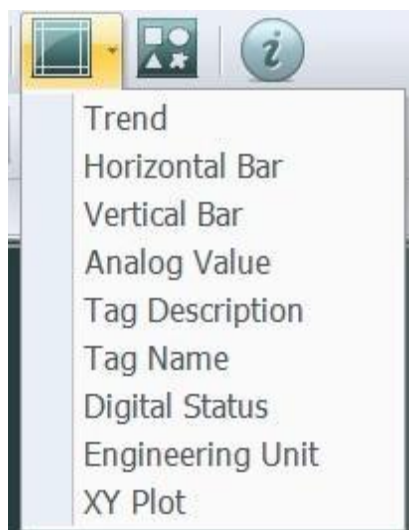 i
Trend
Horizontal Bar
Vertical Bar
Analog Value
Tag Description
Tag Name
Digital Status
Engineering Unit
XY Plot